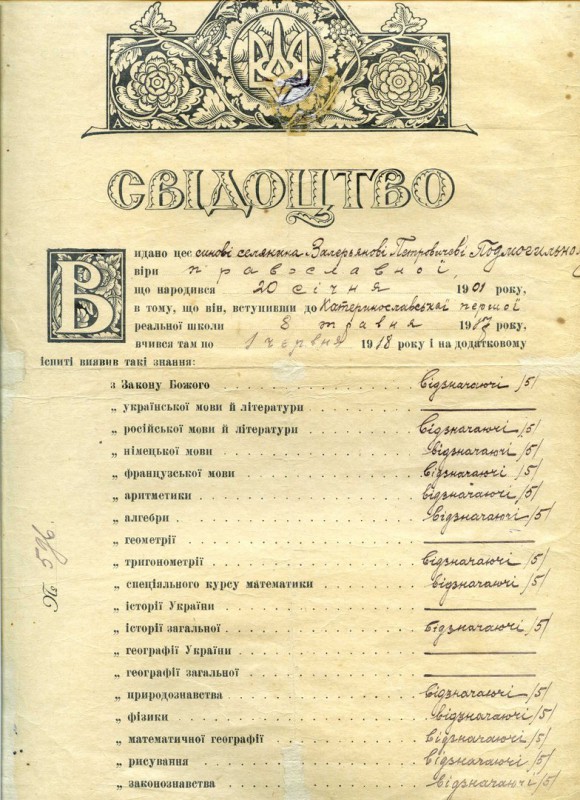 СВІДОЦТВО
Видано цее синові селянина Валерьянові Петровичові Подмогильно
віри православної,
що народився 20 січня 1901 року,
в тому, що він, вступивши до Катеринославської першої
реальної школи 8 травня року,
вчився там по 1 червня 1918 року і на додатковому
іспиті виявив такі знання:
з Закону Божого відзначаючі /5/
„ української мови й літератури
„ російської мови й літератури відзначаючі /5/
„ німецької мови відзначаючі /5/
„ французської мови відзначаючі /5/
„ аритметики відзначаючі /5/
„ алгебри відзначаючі /5/
„ геометрії
„ тригонометрії відзначаючі /5/
„ спеціяльного курсу математики відзначаючі /5/
„ історії України
„ історії загальної відзначаючі /5/
„ географії України
„ географії загальної
„ природознавства відзначаючі /5/
„ фізики відзначаючі /5/
„ математичної географії відзначаючі /5/
„ рисування відзначаючі /5/
„ законознавства відзначаючі /5/
№ 596